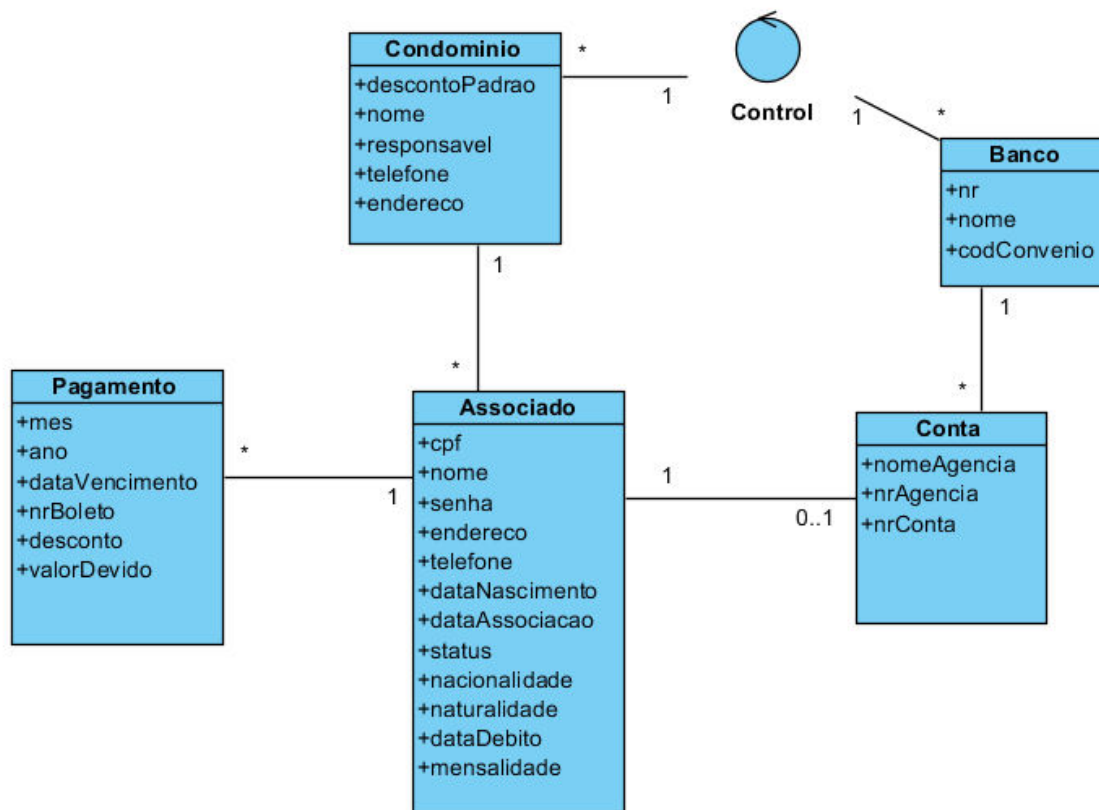 Condominio
+descontoPadrao
+nome
+responsavel
+telefone
+endereco
*
1
Control
1
*
Banco
+nr
+nome
+codConvenio
1
1
*
*
Pagamento
+mes
+ano
+dataVencimento
+nrBoleto
+desconto
+valorDevido
*
1
Associado
+cpf
+nome
+senha
+endereco
+telefone
+dataNascimento
+dataAssociacao
+status
+nacionalidade
+naturalidade
+dataDebito
+mensalidade
1
0..1
Conta
+nomeAgencia
+nrAgencia
+nrConta